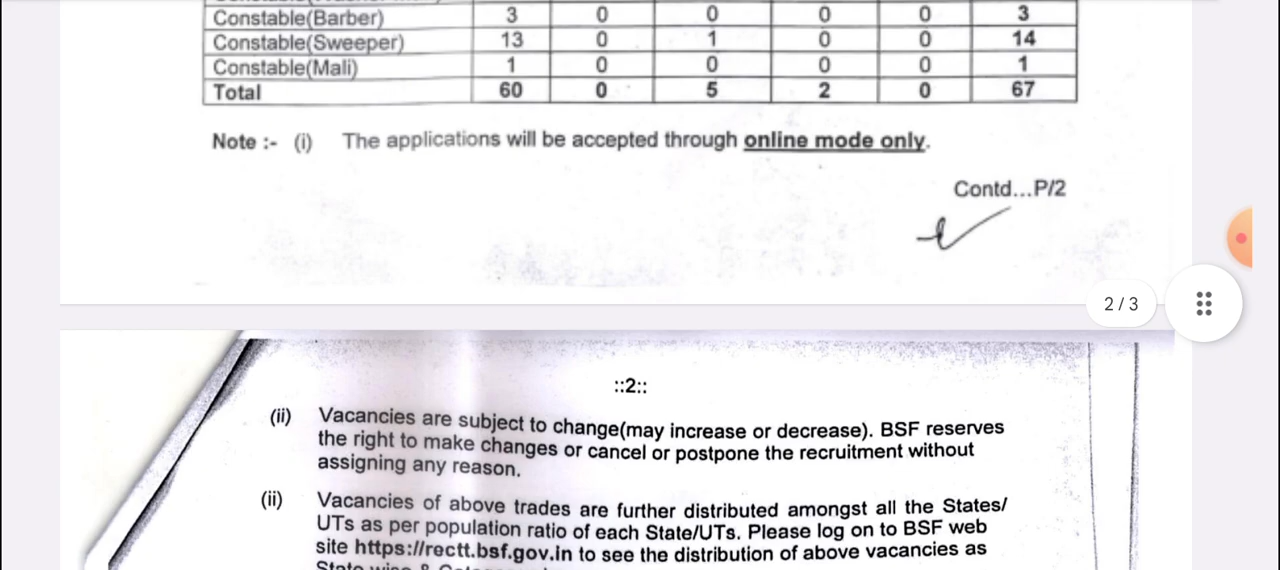 Constable(Barber) 3 0 0 0 0 3
Constable(Sweeper) 13 0 1 0 0 14
Constable(Mali) 1 0 0 0 0 1
Total 60 0 5 2 0 67
Note :- (i) The applications will be accepted through online mode only.
Contd...P/2
2 / 3
::2::
(ii) Vacancies are subject to change(may increase or decrease). BSF reserves
the right to make changes or cancel or postpone the recruitment without
assigning any reason.
(ii) Vacancies of above trades are further distributed amongst all the States/
UTs as per population ratio of each State/UTs. Please log on to BSF web
site https://rectt.bsf.gov.in to see the distribution of above vacancies as